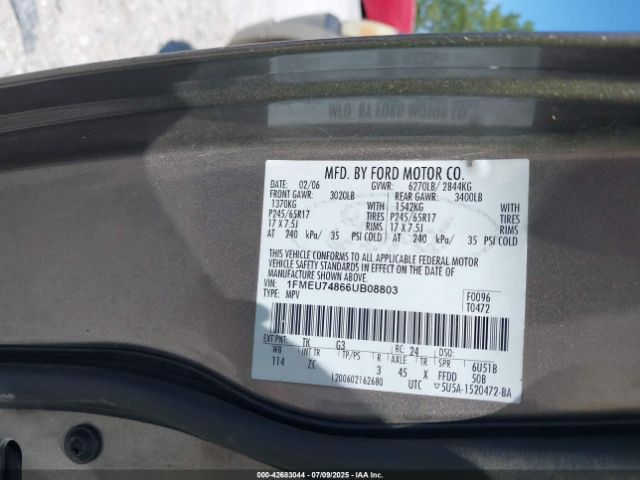 MFD. BY FORD MOTOR CO.
DATE: 02/06 GVWR: 6270LB/ 2844KG
FRONT GAWR: 3020LB REAR GAWR: 3400LB
1370KG WITH 1542KG WITH
P245/65R17 TIRES P245/65R17 TIRES
17 X 7.5J RIMS 17 X 7.5J RIMS
AT 240 kPa/ 35 PSI COLD AT 240 kPa/ 35 PSI COLD
THIS VEHICLE CONFORMS TO ALL APPLICABLE FEDERAL MOTOR
VEHICLE SAFETY STANDARDS IN EFFECT ON THE DATE OF
MANUFACTURE SHOWN ABOVE.
VIN: 1FMEU74866UB08803
TYPE: MPV
F0096
T0472
EXT PNT: TK G3 RC: 24 DSO:
WB INT TR TP/PS R AXLE TR SPR 6U51B
114 ZC 3 45 X FFDD 50B
1200602162680 UTC ▽5U5A-1520472-BA
000-42683044 | 07/09/2025 | IAAHOLDINGS LLC, COPYRIGHT